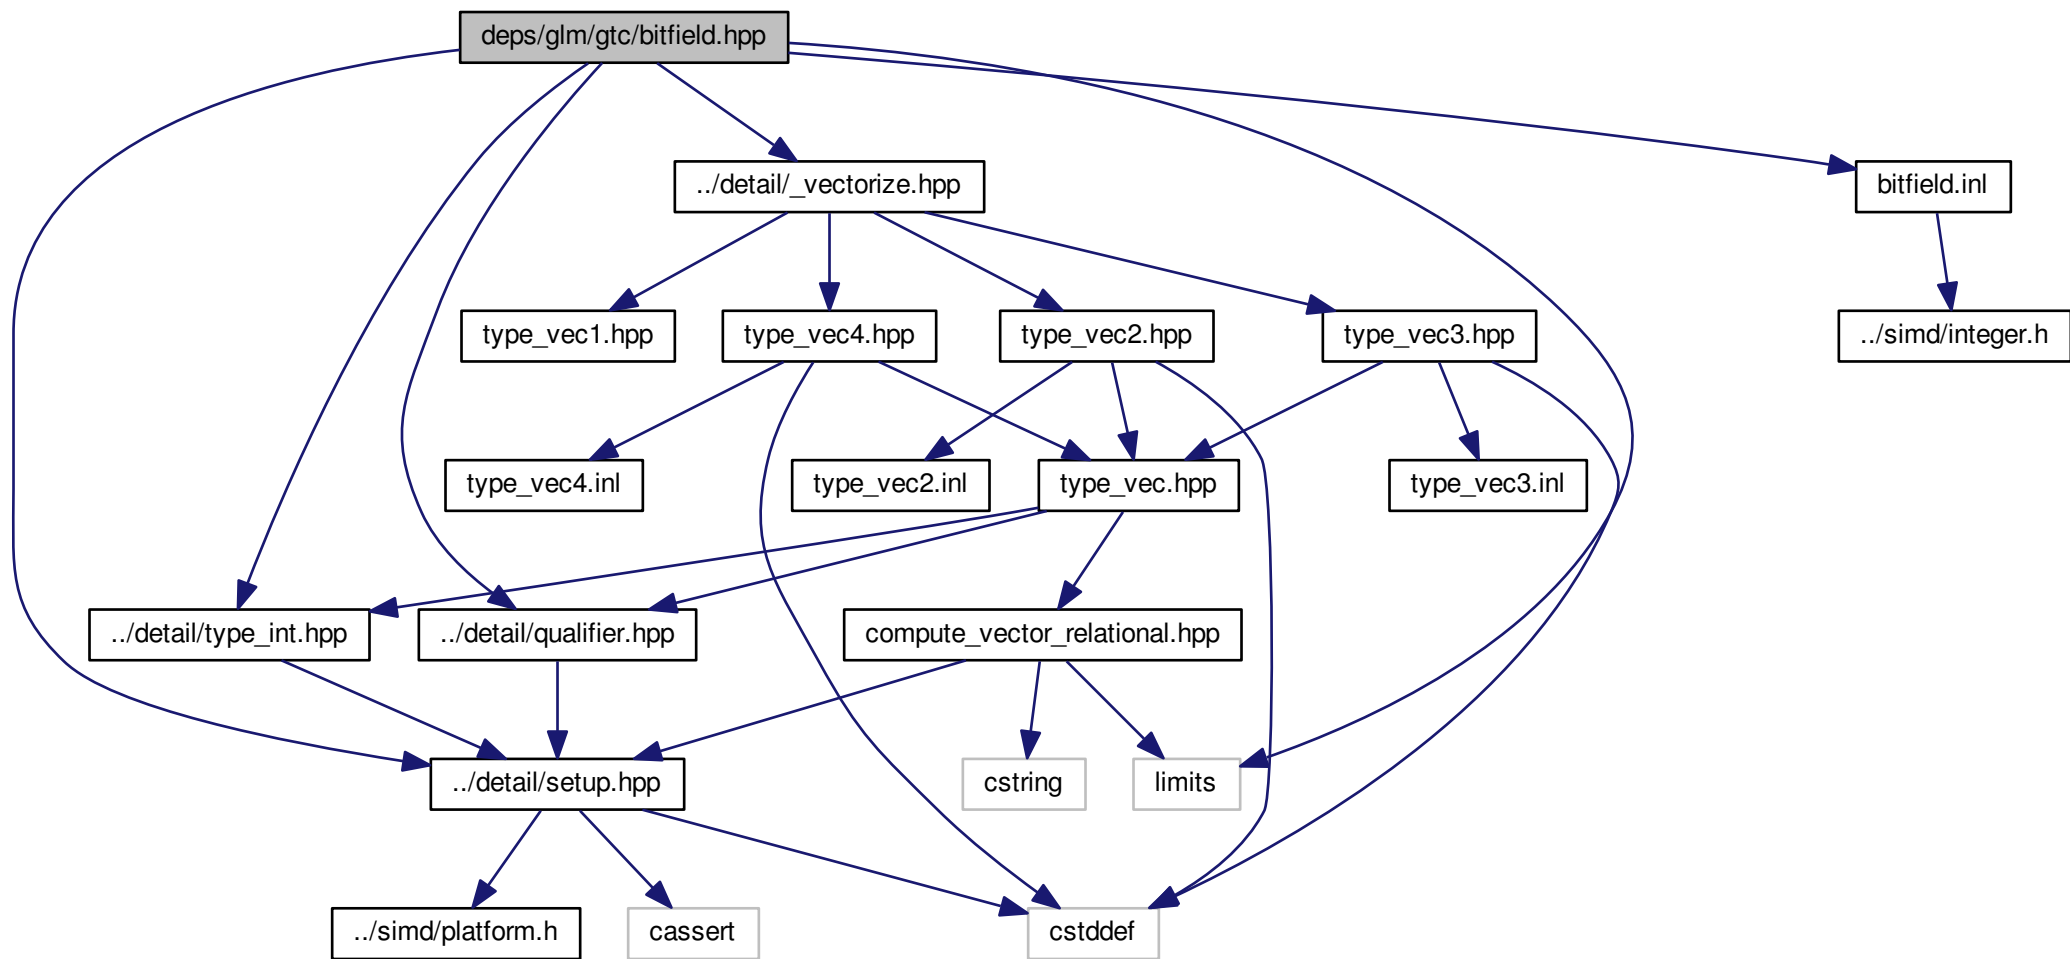 deps/glm/gtc/bitfield.hpp
../detail/_vectorize.hpp
bitfield.inl
type_vec1.hpp
type_vec4.hpp
type_vec2.hpp
type_vec3.hpp
../simd/integer.h
type_vec4.inl
type_vec2.inl
type_vec.hpp
type_vec3.inl
../detail/type_int.hpp
../detail/qualifier.hpp
compute_vector_relational.hpp
../detail/setup.hpp
cstring
limits
../simd/platform.h
cassert
cstddef